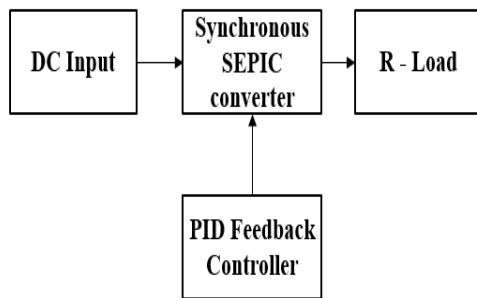 DC Input
Synchronous
SEPIC
converter
R - Load
PID Feedback
Controller